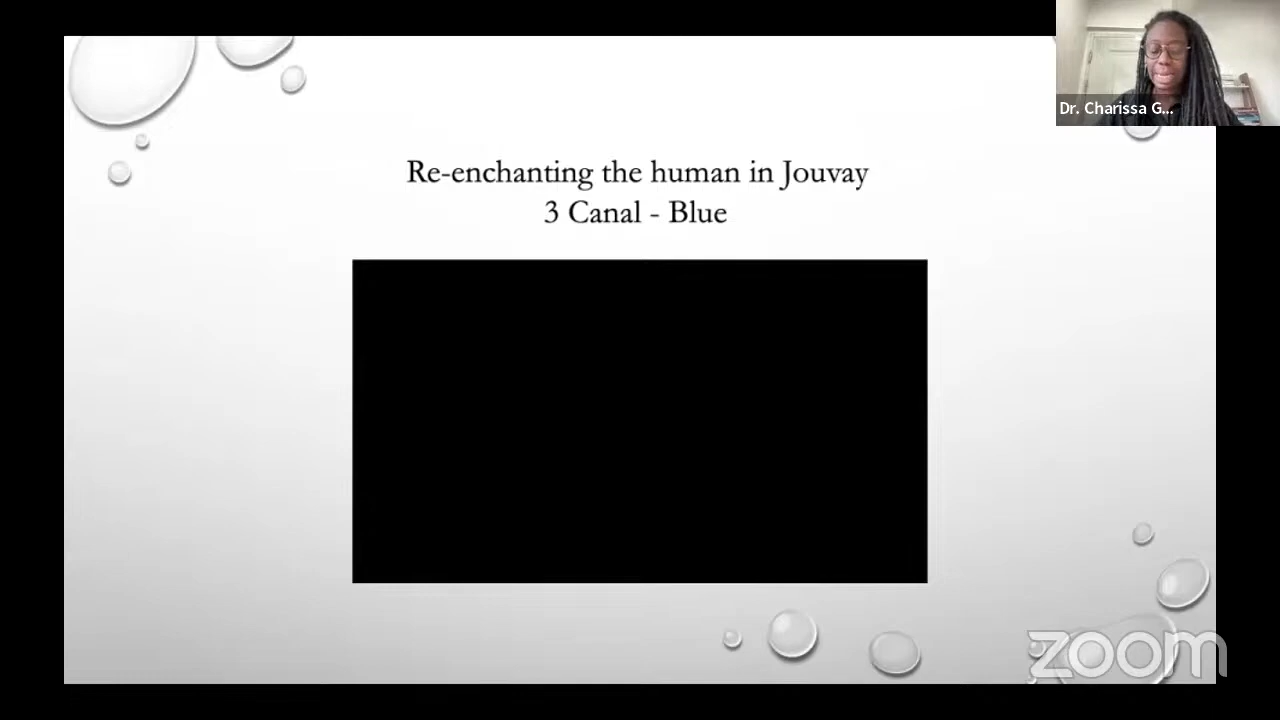 Dr. Charissa G...
Re-enchanting the human in Jouvay
3 Canal - Blue
zoom